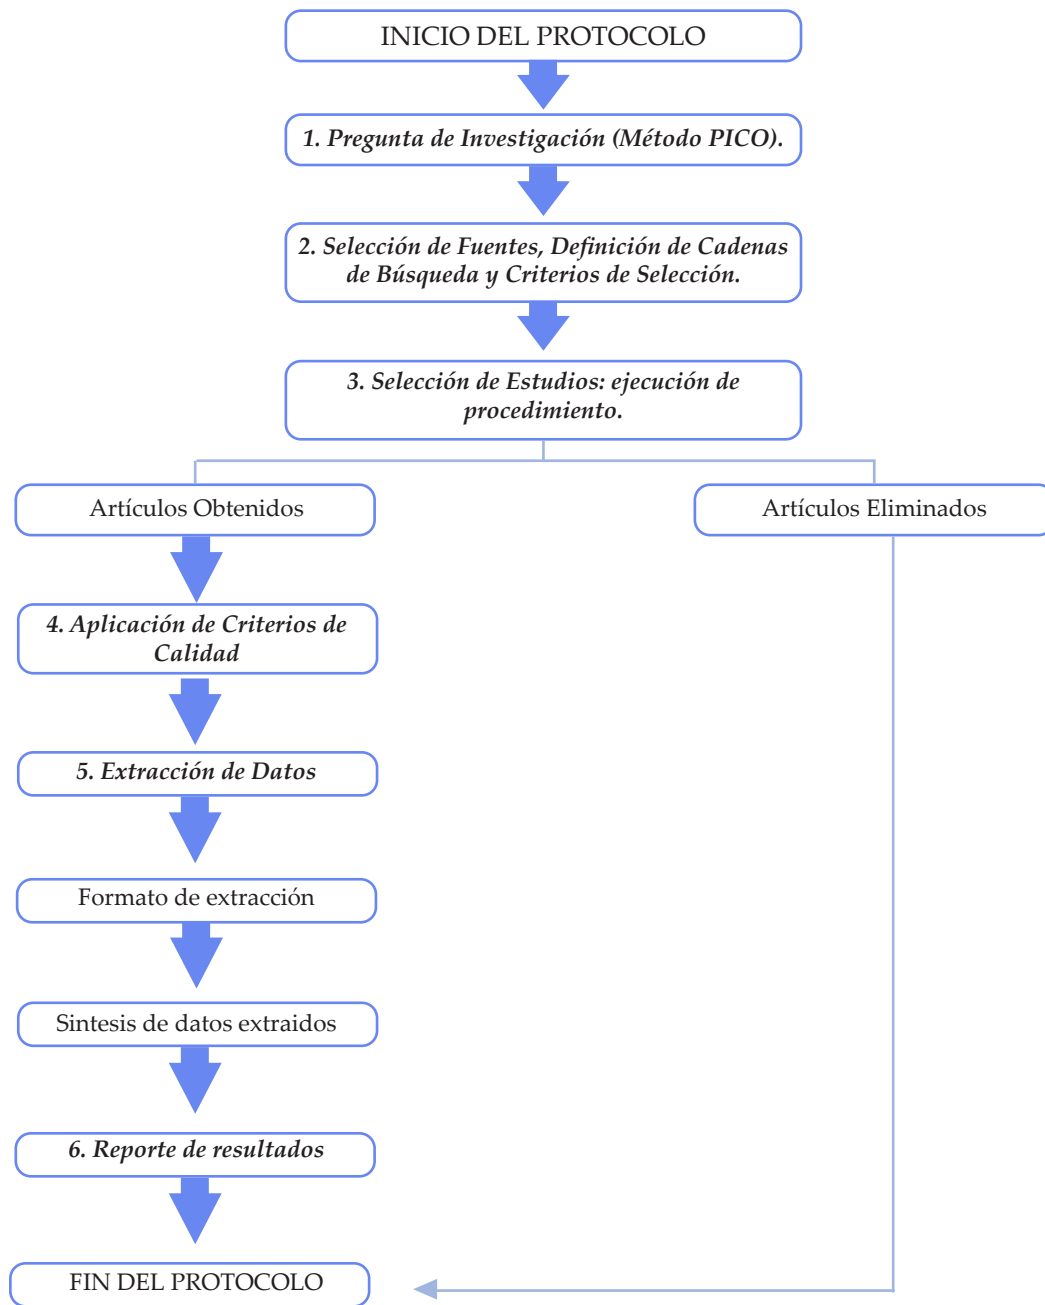 INICIO DEL PROTOCOLO
1. Pregunta de Investigación (Método PICO).
2. Selección de Fuentes, Definición de Cadenas
de Búsqueda y Criterios de Selección.
3. Selección de Estudios: ejecución de
procedimiento.
Artículos Obtenidos
Artículos Eliminados
4. Aplicación de Criterios de
Calidad
5. Extracción de Datos
Formato de extracción
Sintesis de datos extraidos
6. Reporte de resultados
FIN DEL PROTOCOLO